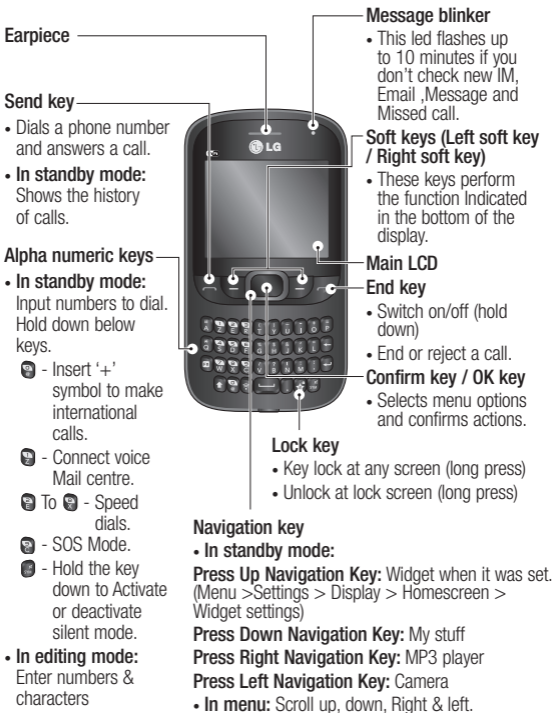 Earpiece
Send key
• Dials a phone number
and answers a call.
• In standby mode:
Shows the history
of calls.
Alpha numeric keys
• In standby mode:
Input numbers to dial.
Hold down below
keys.
- Insert ‘+’
symbol to make
international
calls.
- Connect voice
Mail centre.
To - Speed
dials.
- SOS Mode.
- Hold the key
down to Activate
or deactivate
silent mode.
• In editing mode:
Enter numbers &
characters
LG
Message blinker
• This led flashes up
to 10 minutes if you
don’t check new IM,
Email ,Message and
Missed call.
Soft keys (Left soft key
/ Right soft key)
• These keys perform
the function Indicated
in the bottom of the
display.
Main LCD
End key
• Switch on/off (hold
down)
• End or reject a call.
Confirm key / OK key
• Selects menu options
and confirms actions.
Lock key
• Key lock at any screen (long press)
• Unlock at lock screen (long press)
Navigation key
• In standby mode:
Press Up Navigation Key: Widget when it was set.
(Menu >Settings > Display > Homescreen >
Widget settings)
Press Down Navigation Key: My stuff
Press Right Navigation Key: MP3 player
Press Left Navigation Key: Camera
• In menu: Scroll up, down, Right & left.